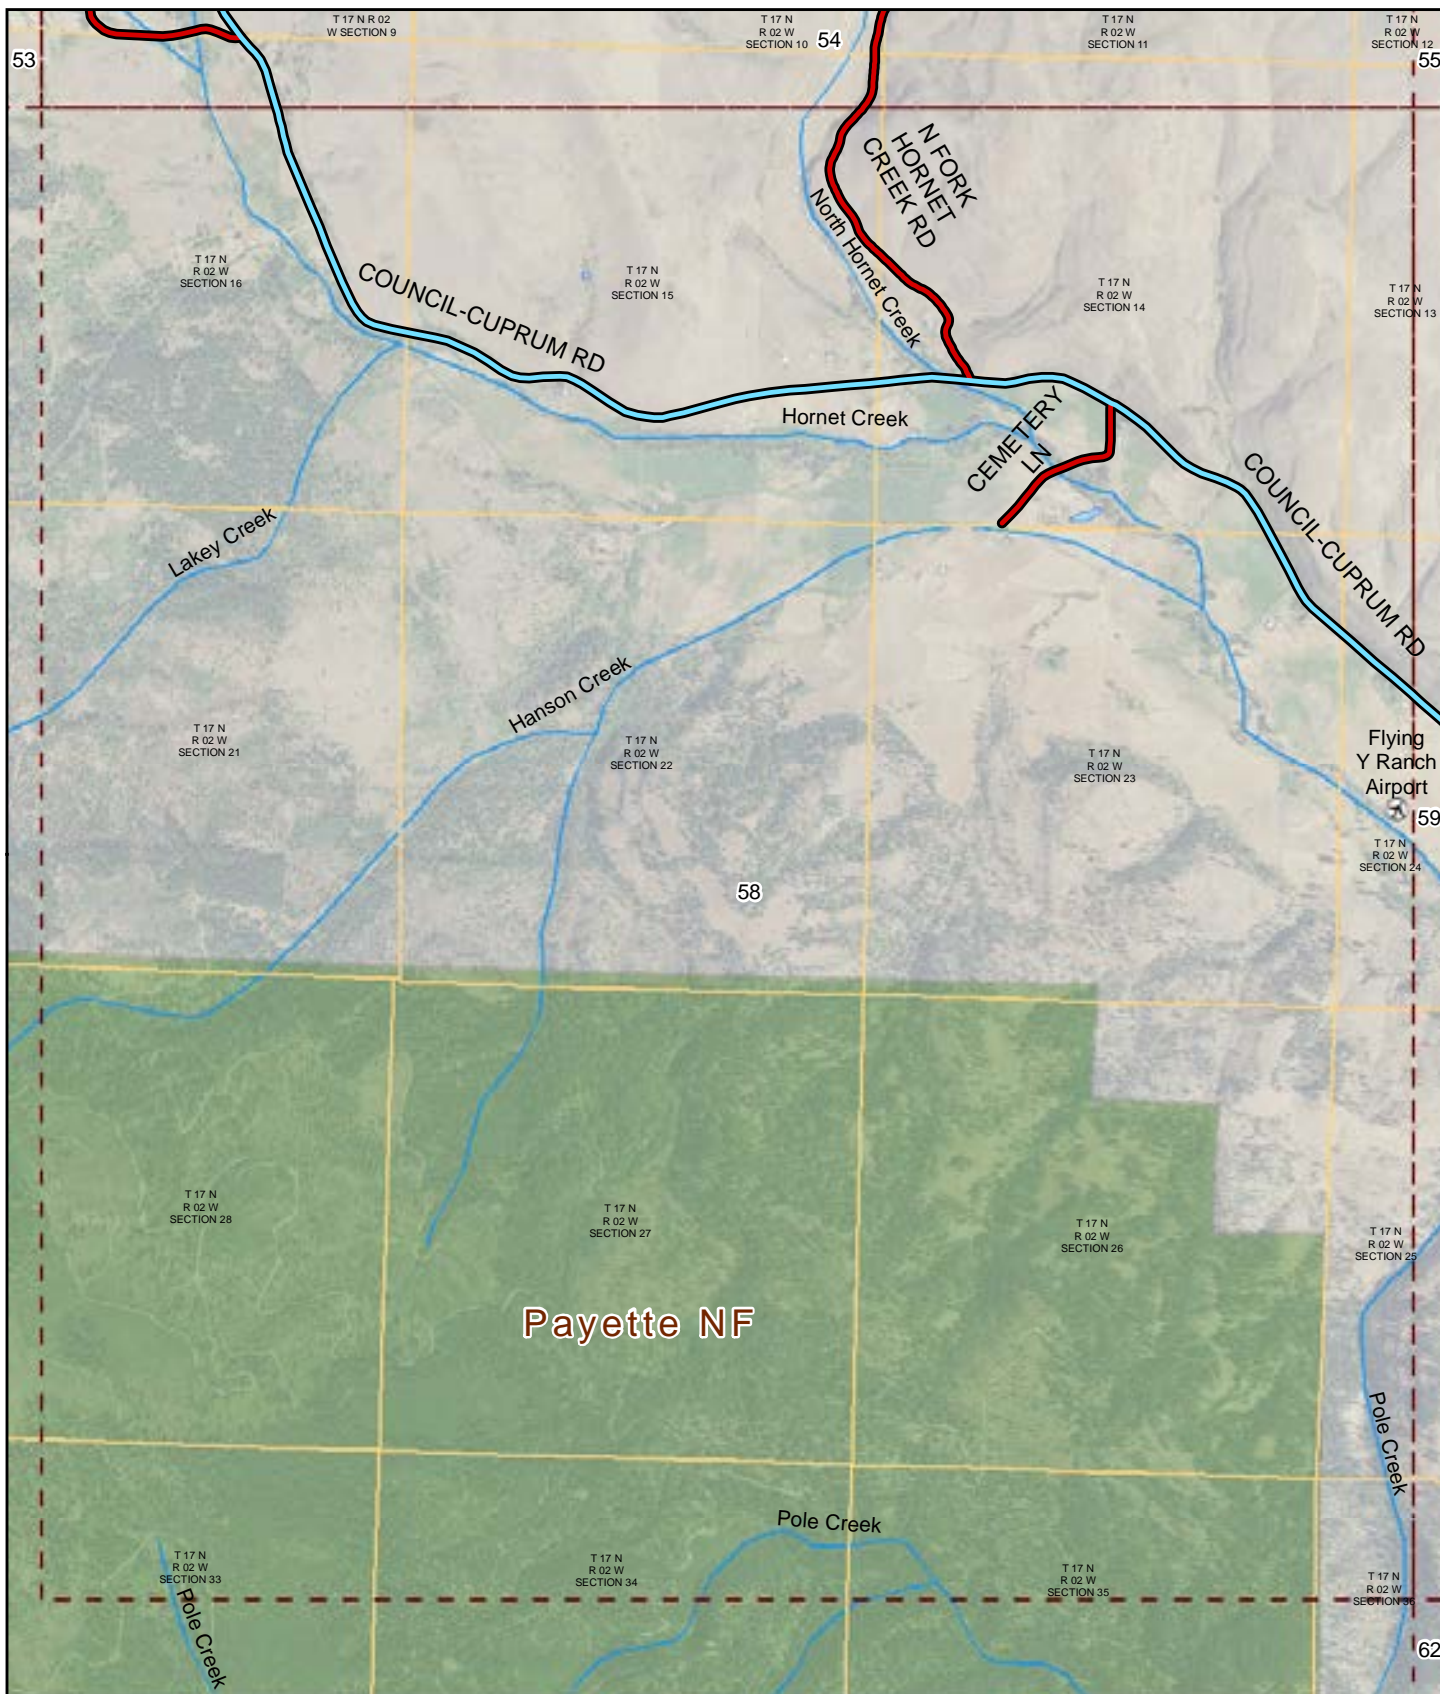 T 17 N R 02
W SECTION 9
T 17 N
R 02 W
SECTION 10
54
T 17 N
R 02 W
SECTION 11
T 17 N
R 02 W
SECTION 12
53
55
N FORK
HORNET
CREEK RD
North Hornet Creek
T 17 N
R 02 W
SECTION 16
COUNCIL-CUPRUM RD
T 17 N
R 02 W
SECTION 15
T 17 N
R 02 W
SECTION 14
T 17 N
R 02 W
SECTION 13
Hornet Creek
CEMETERY
LN
COUNCIL-CUPRUM RD
Lakey Creek
Hanson Creek
T 17 N
R 02 W
SECTION 21
T 17 N
R 02 W
SECTION 22
T 17 N
R 02 W
SECTION 23
Flying
Y Ranch
Airport
59
T 17 N
R 02 W
SECTION 24
58
T 17 N
R 02 W
SECTION 28
T 17 N
R 02 W
SECTION 27
T 17 N
R 02 W
SECTION 26
T 17 N
R 02 W
SECTION 25
Payette NF
Pole Creek
Pole Creek
T 17 N
R 02 W
SECTION 33
T 17 N
R 02 W
SECTION 34
T 17 N
R 02 W
SECTION 35
T 17 N
R 02 W
SECTION 36
Pole Creek
62